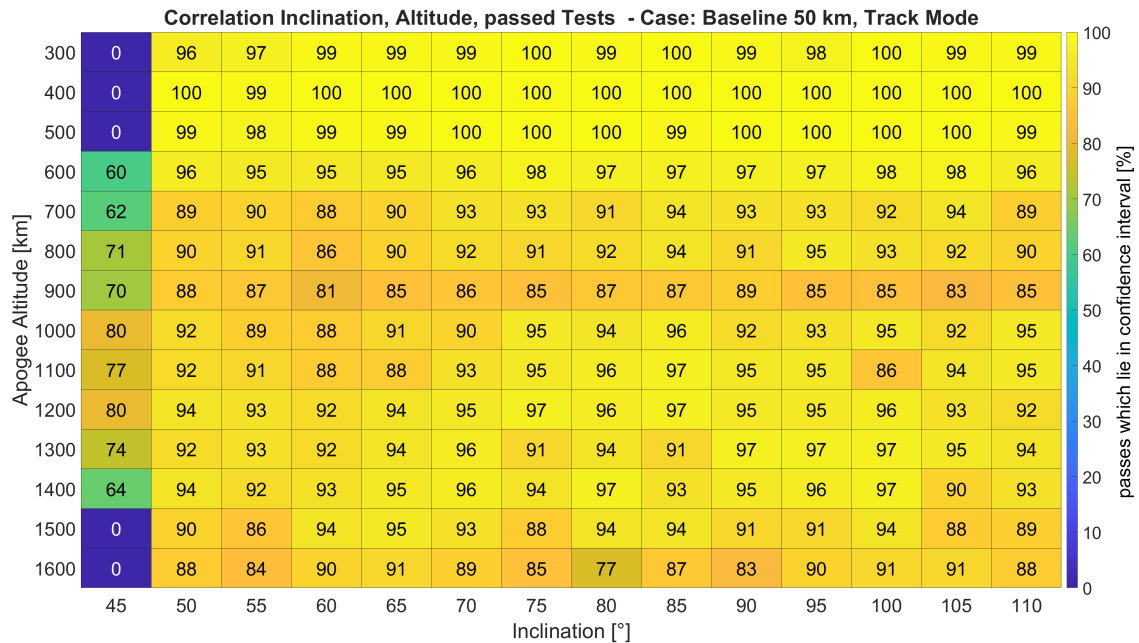 Correlation Inclination, Altitude, passed Tests - Case: Baseline 50 km, Track Mode
300 0 96 97 99 99 99 100 99 100 99 98 100 99 99
400 0 100 99 100 100 100 100 100 100 100 100 100 100 100
500 0 99 98 99 99 100 100 100 99 100 100 100 100 99
600 60 96 95 95 95 96 98 97 97 97 97 98 98 96
700 62 89 90 88 90 93 93 91 94 93 93 92 94 89
800 71 90 91 86 90 92 91 92 94 91 95 93 92 90
900 70 88 87 81 85 86 85 87 87 89 85 85 83 85
1000 80 92 89 88 91 90 95 94 96 92 93 95 92 95
1100 77 92 91 88 88 93 95 96 97 95 95 86 94 95
1200 80 94 93 92 94 95 97 96 97 95 95 96 93 92
1300 74 92 93 92 94 96 91 94 91 97 97 97 95 94
1400 64 94 92 93 95 96 94 97 93 95 96 97 90 93
1500 0 90 86 94 95 93 88 94 94 91 91 94 88 89
1600 0 88 84 90 91 89 85 77 87 83 90 91 91 88
45 50 55 60 65 70 75 80 85 90 95 100 105 110
Inclination [°]
Apogee Altitude [km]
100
90
80
70
60
50
40
30
20
10
0
passes which lie in confidence interval [%]